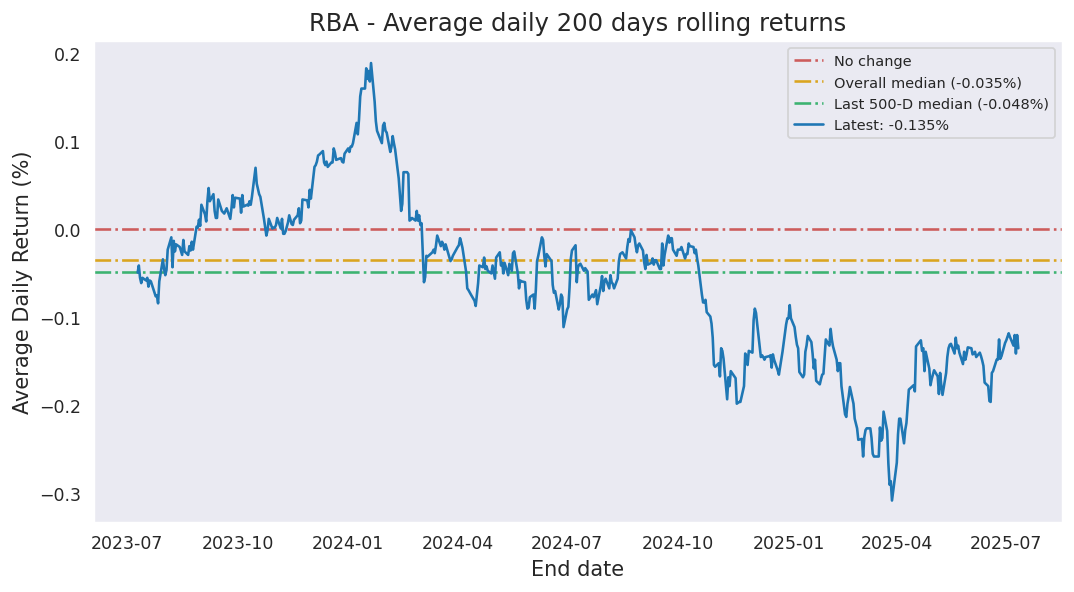 RBA - Average daily 200 days rolling returns
No change
Overall median (-0.035%)
Last 500-D median (-0.048%)
Latest: -0.135%
Average Daily Return (%)
0.2
0.1
0.0
−0.1
−0.2
−0.3
2023-07 2023-10 2024-01 2024-04 2024-07 2024-10 2025-01 2025-04 2025-07
End date